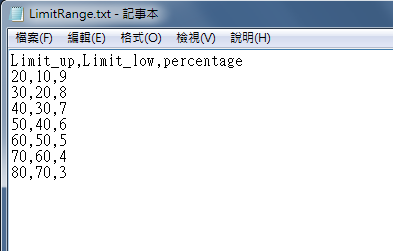 LimitRange.txt - 記事本
檔案(F) 編輯(E) 格式(O) 檢視(V) 說明(H)
Limit_up,Limit_low,percentage
20,10,9
30,20,8
40,30,7
50,40,6
60,50,5
70,60,4
80,70,3